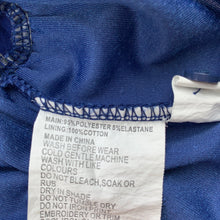 MAIN: 95% POLYESTER 5% ELASTANE
LINING: 100% COTTON
MADE IN CHINA
WASH BEFORE WEAR
COLD GENTLE MACHINE
WASH WITH LIKE
COLOURS
DO NOT BLEACH, SOAK OR
RUB
DRY IN SHADE
DO NOT TUMBLE DRY
DO NOT IRON
EMBROIDERY OR TRIM